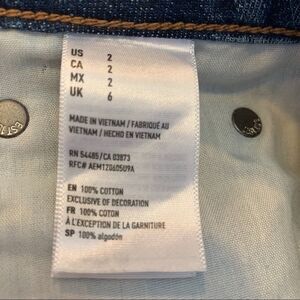 US 2
CA 2
MX 2
UK 6
MADE IN VIETNAM / FABRIQUÉ AU
VIETNAM / HECHO EN VIETNAM
RN 54485/CA 03873
RFC# AEM1706D5U9A
EN 100% COTTON
EXCLUSIVE OF DECORATION
FR 100% COTON
À L'EXCEPTION DE LA GARNITURE
SP 100% algodón